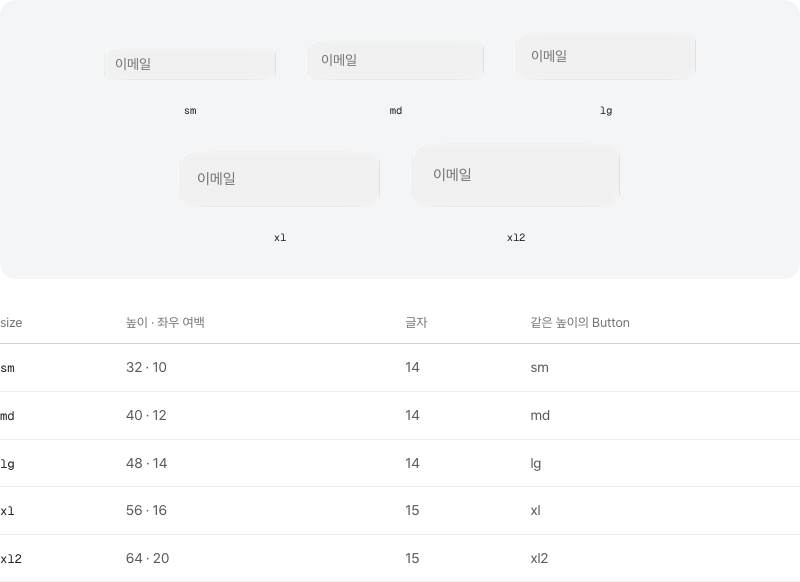 이메일 이메일 이메일
sm md lg
이메일 이메일
xl xl2
size 높이 · 좌우 여백 글자 같은 높이의 Button
sm 32 · 10 14 sm
md 40 · 12 14 md
lg 48 · 14 14 lg
xl 56 · 16 15 xl
xl2 64 · 20 15 xl2